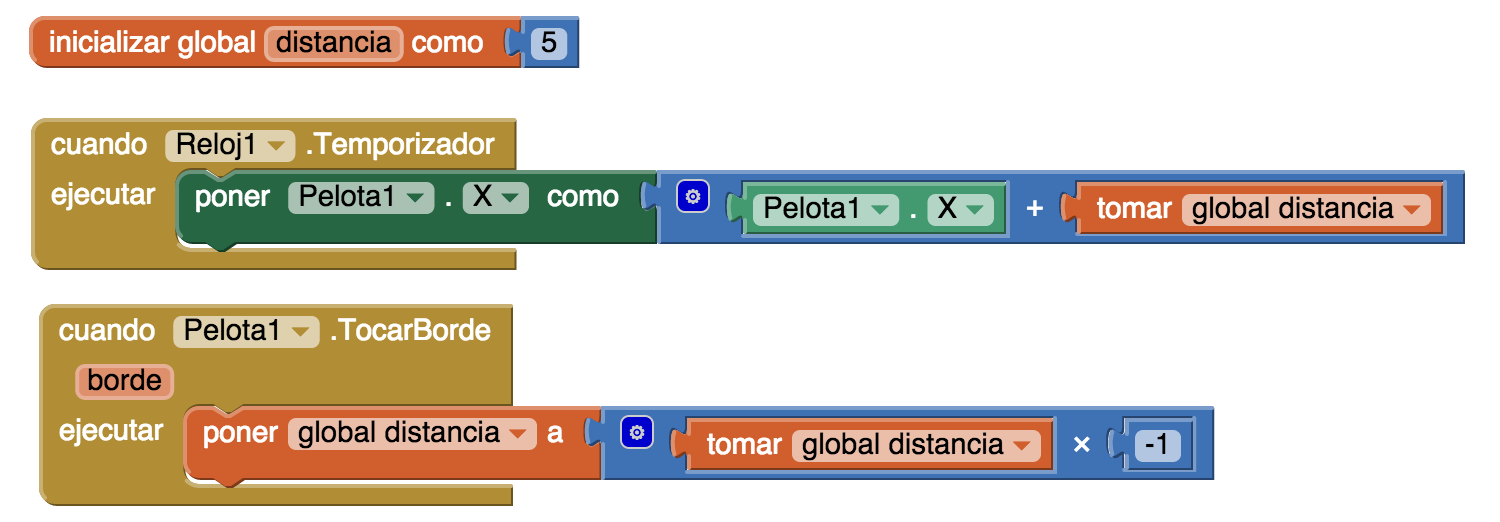 inicializar global distancia como 5
cuando Reloj1 .Temporizador
ejecutar poner Pelota1 . X como Pelota1 . X + tomar global distancia
cuando Pelota1 .TocarBorde
borde
ejecutar poner global distancia a tomar global distancia × -1